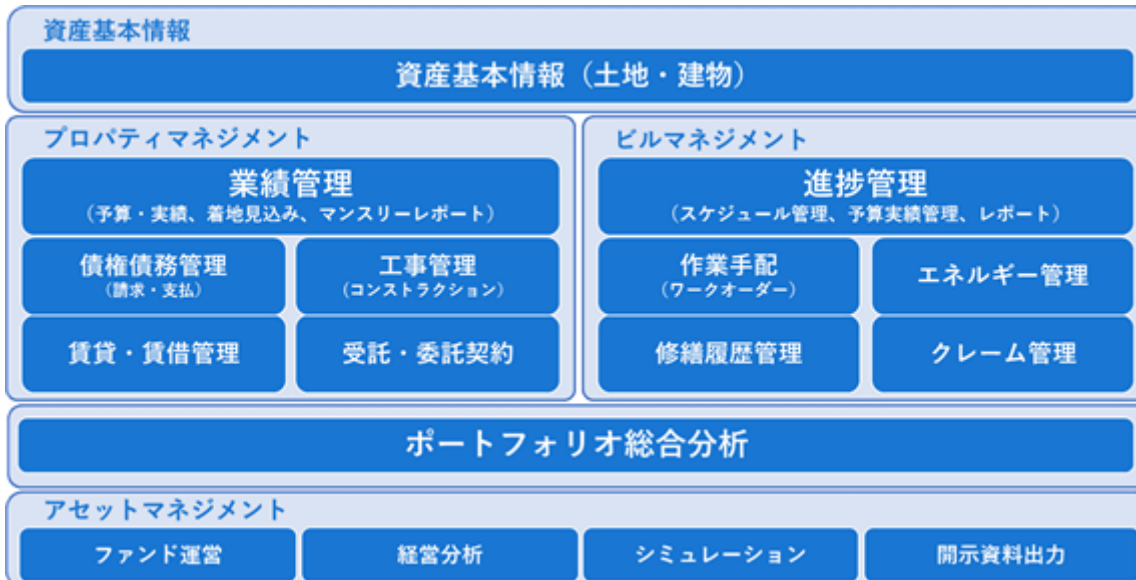 資産基本情報
資産基本情報（土地・建物）
プロパティマネジメント
業績管理
（予算・実績、着地見込み、マンスリーレポート）
債権債務管理
（請求・支払）
工事管理
（コンストラクション）
賃貸・賃借管理
受託・委託契約
ビルマネジメント
進捗管理
（スケジュール管理、予算実績管理、レポート）
作業手配
（ワークオーダー）
エネルギー管理
修繕履歴管理
クレーム管理
ポートフォリオ総合分析
アセットマネジメント
ファンド運営
経営分析
シミュレーション
開示資料出力